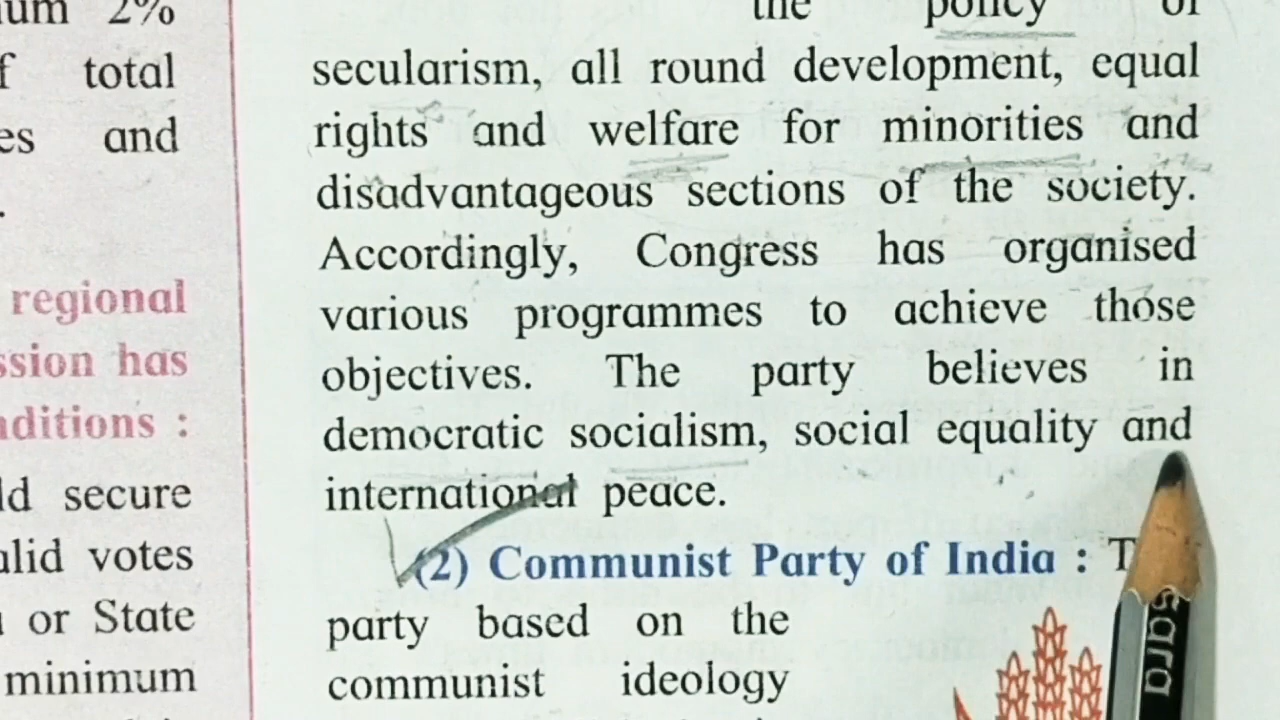 um 2%
f total
es and
.
regional
ssion has
nditions :
ld secure
alid votes
or State
minimum
the policy of
secularism, all round development, equal
rights and welfare for minorities and
disadvantageous sections of the society.
Accordingly, Congress has organised
various programmes to achieve those
objectives. The party believes in
democratic socialism, social equality and
international peace.
(2) Communist Party of India :
party based on the
communist ideology